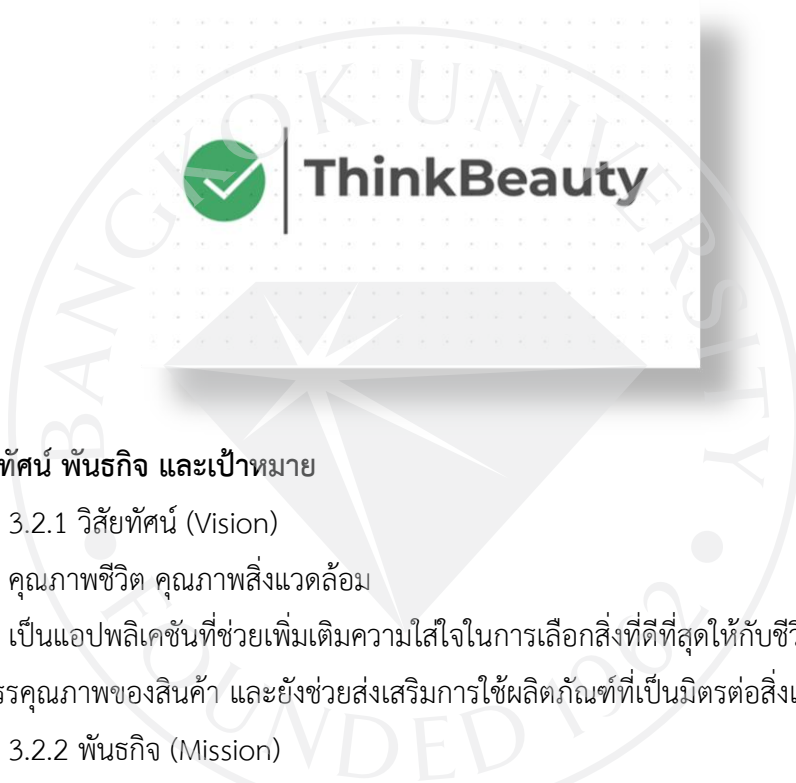 BANGKOK UNIVERSITY
ThinkBeauty
ทัศน์ พันธกิจ และเป้าหมาย
3.2.1 วิสัยทัศน์ (Vision)
คุณภาพชีวิต คุณภาพสิ่งแวดล้อม
เป็นแอปพลิเคชันที่ช่วยเพิ่มเติมความใส่ใจในการเลือกสิ่งที่ดีที่สุดให้กับชีวิ
รรคุณภาพของสินค้า และยังช่วยส่งเสริมการใช้ผลิตภัณฑ์ที่เป็นมิตรต่อสิ่งแ
3.2.2 พันธกิจ (Mission)
FOUNDED 1962